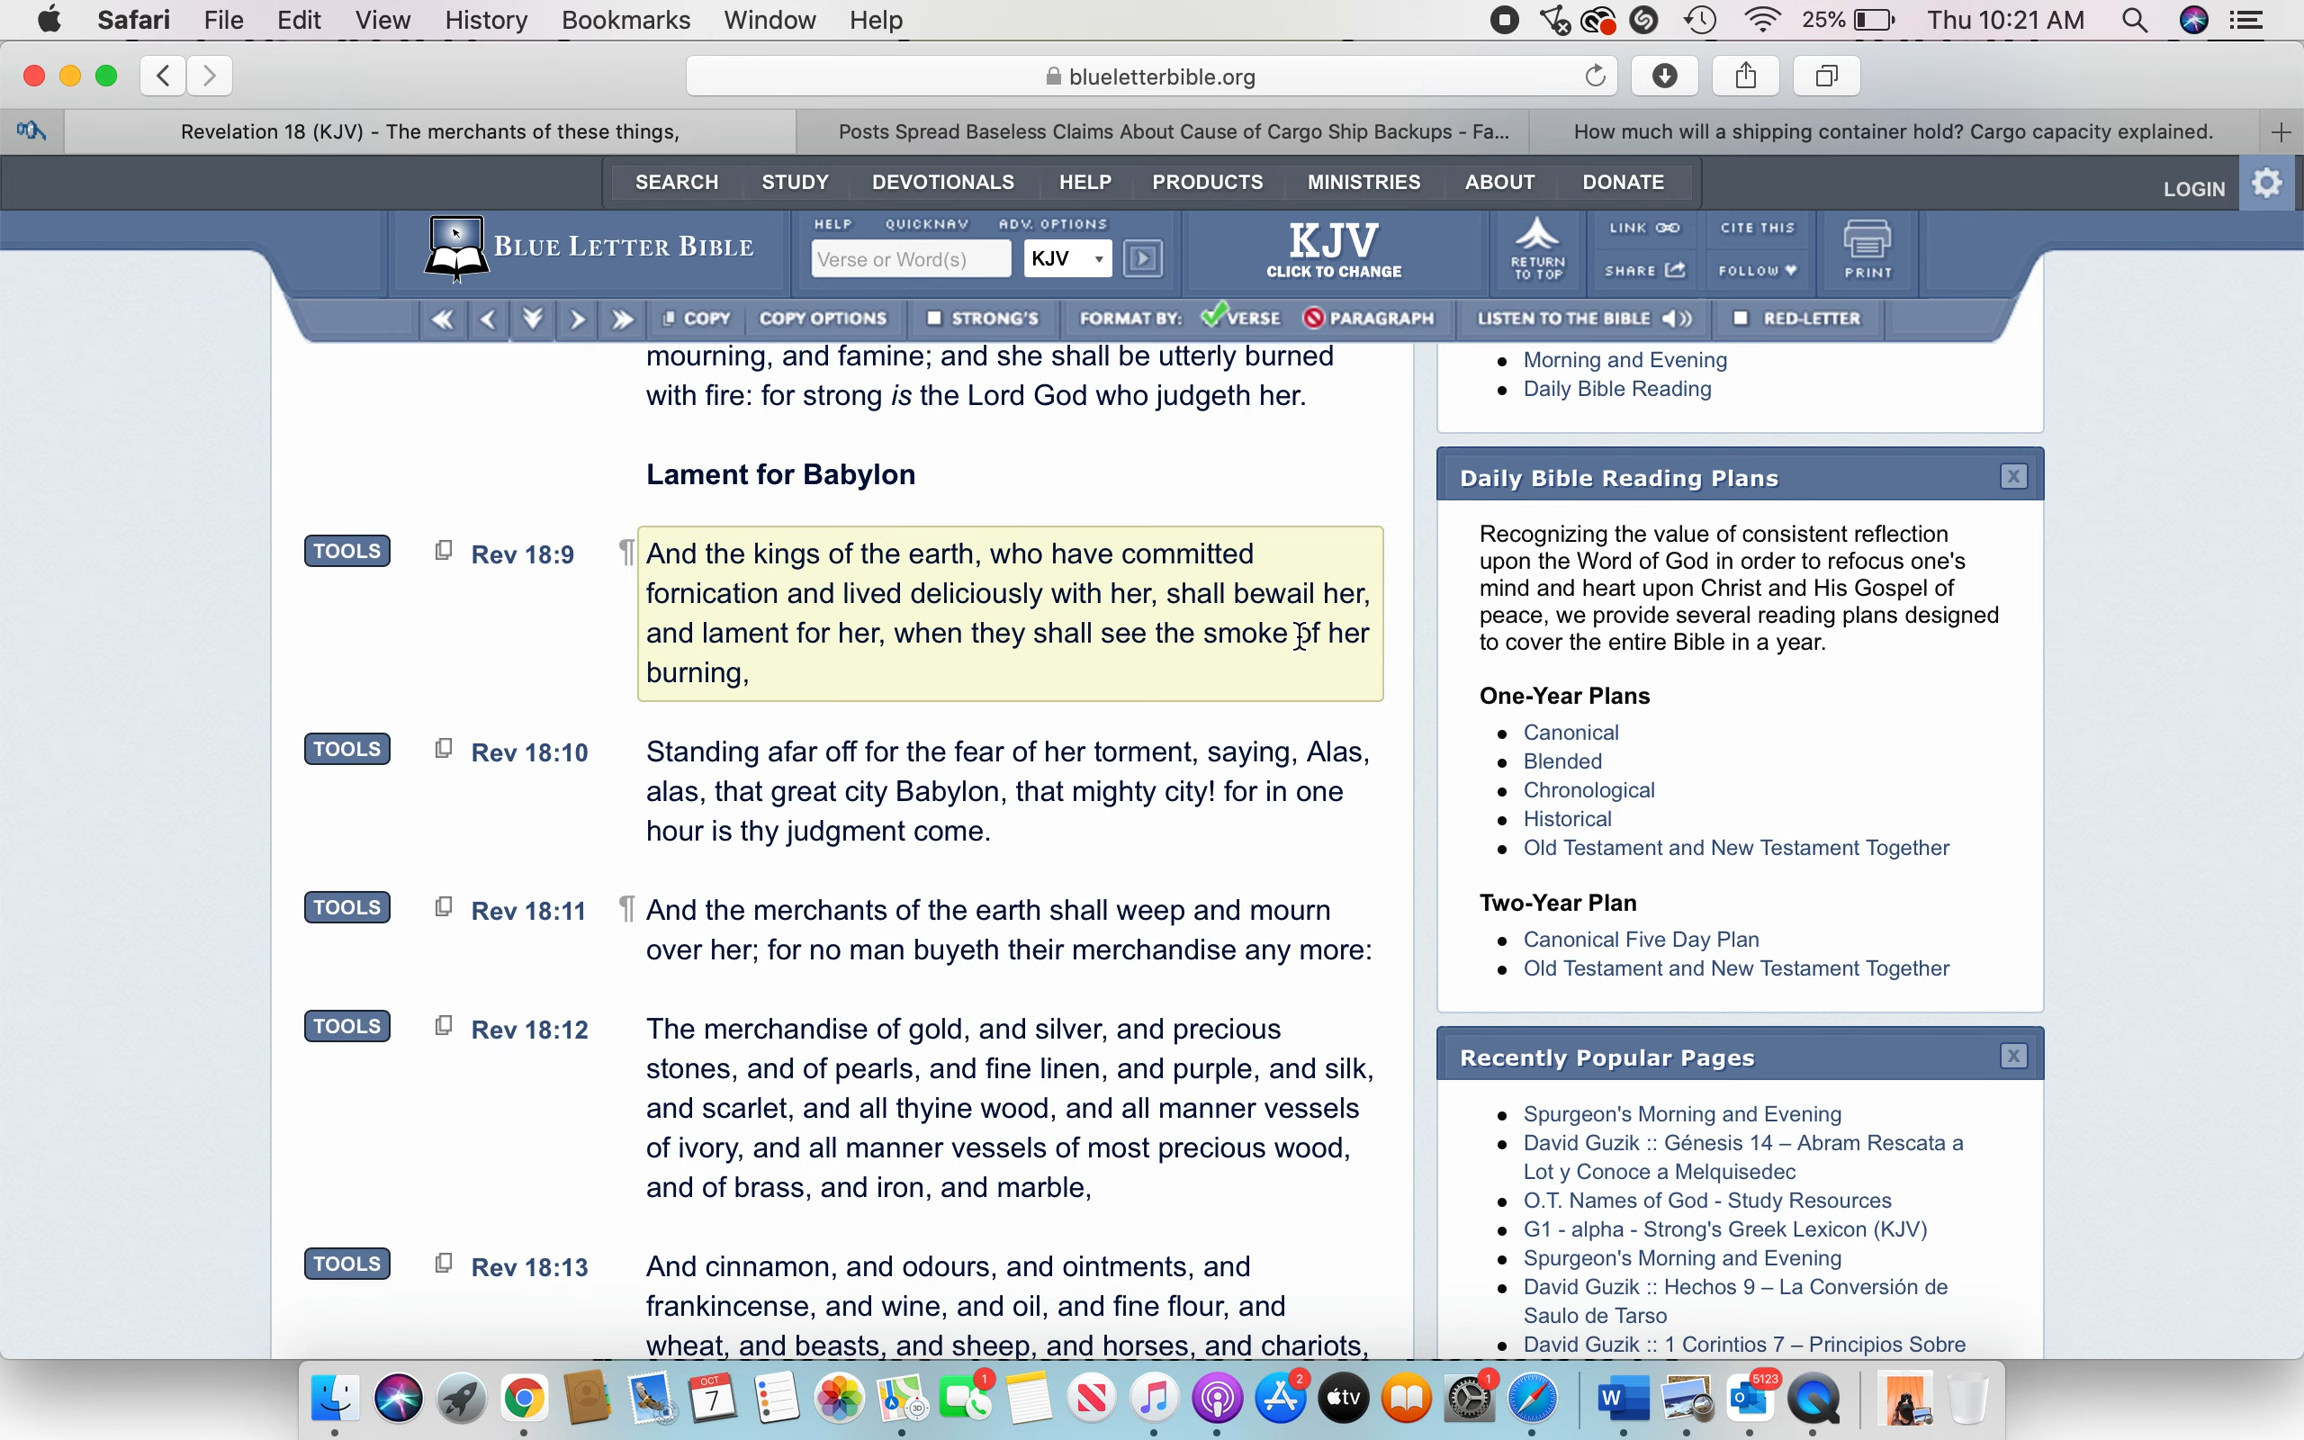 Safari File Edit View History Bookmarks Window Help 25% Thu 10:21 AM
blueletterbible.org
Revelation 18 (KJV) - The merchants of these things,
Posts Spread Baseless Claims About Cause of Cargo Ship Backups - Fa...
How much will a shipping container hold? Cargo capacity explained.
SEARCH STUDY DEVOTIONALS HELP PRODUCTS MINISTRIES ABOUT DONATE LOGIN
BLUE LETTER BIBLE
HELP QUICKNAV ADV. OPTIONS
Verse or Word(s) KJV
KJV
CLICK TO CHANGE
RETURN
TO TOP
LINK CITE THIS
SHARE FOLLOW
PRINT
COPY COPY OPTIONS STRONG'S FORMAT BY: VERSE PARAGRAPH LISTEN TO THE BIBLE RED-LETTER
mourning, and famine; and she shall be utterly burned
with fire: for strong is the Lord God who judgeth her.
Lament for Babylon
TOOLS Rev 18:9 ¶ And the kings of the earth, who have committed
fornication and lived deliciously with her, shall bewail her,
and lament for her, when they shall see the smoke of her
burning,
TOOLS Rev 18:10 Standing afar off for the fear of her torment, saying, Alas,
alas, that great city Babylon, that mighty city! for in one
hour is thy judgment come.
TOOLS Rev 18:11 ¶ And the merchants of the earth shall weep and mourn
over her; for no man buyeth their merchandise any more:
TOOLS Rev 18:12 The merchandise of gold, and silver, and precious
stones, and of pearls, and fine linen, and purple, and silk,
and scarlet, and all thyine wood, and all manner vessels
of ivory, and all manner vessels of most precious wood,
and of brass, and iron, and marble,
TOOLS Rev 18:13 And cinnamon, and odours, and ointments, and
frankincense, and wine, and oil, and fine flour, and
wheat, and beasts, and sheep, and horses, and chariots,
Morning and Evening
Daily Bible Reading
Daily Bible Reading Plans X
Recognizing the value of consistent reflection
upon the Word of God in order to refocus one's
mind and heart upon Christ and His Gospel of
peace, we provide several reading plans designed
to cover the entire Bible in a year.
One-Year Plans
Canonical
Blended
Chronological
Historical
Old Testament and New Testament Together
Two-Year Plan
Canonical Five Day Plan
Old Testament and New Testament Together
Recently Popular Pages X
Spurgeon's Morning and Evening
David Guzik :: Génesis 14 – Abram Rescata a
Lot y Conoce a Melquisedec
O.T. Names of God - Study Resources
G1 - alpha - Strong's Greek Lexicon (KJV)
Spurgeon's Morning and Evening
David Guzik :: Hechos 9 – La Conversión de
Saulo de Tarso
David Guzik :: 1 Corintios 7 – Principios Sobre
OCT
7
3D
1
2
tv
1
W
O
5123